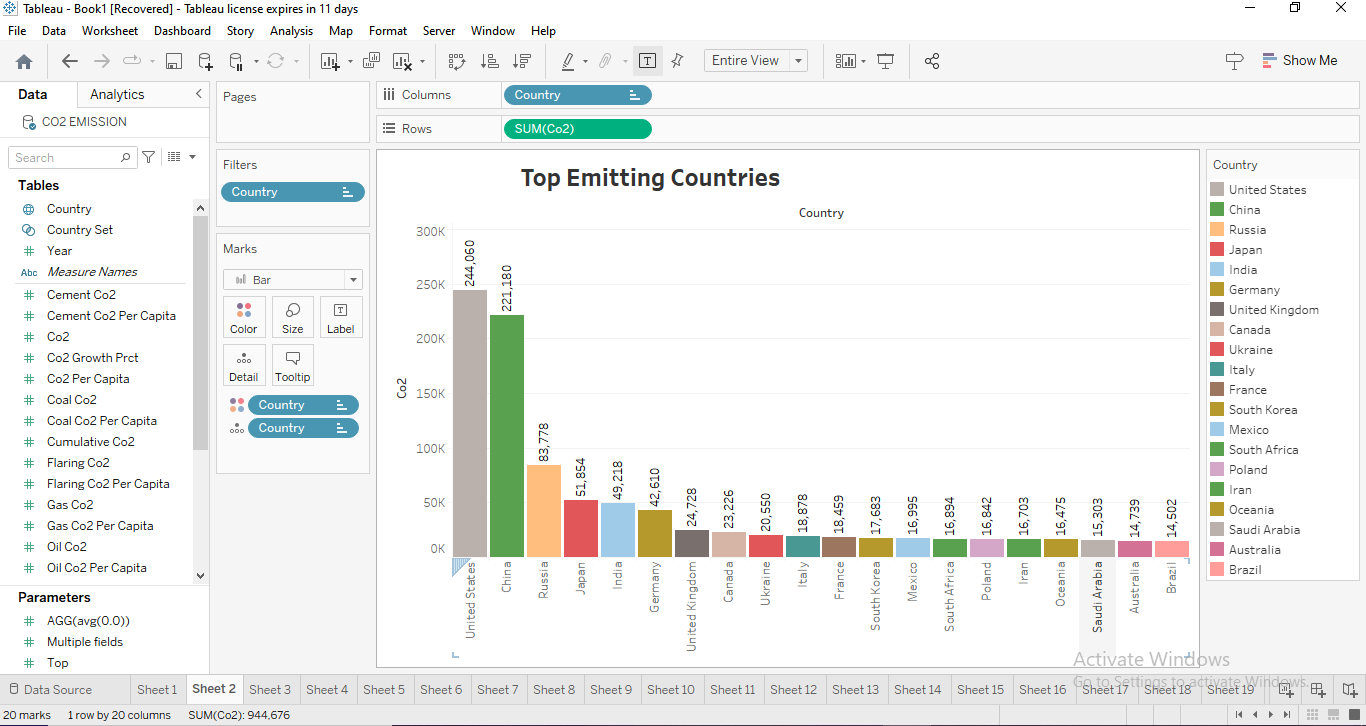 Tableau - Book1 [Recovered] - Tableau license expires in 11 days
File Data Worksheet Dashboard Story Analysis Map Format Server Window Help
Entire View
Show Me
Data Analytics
CO2 EMISSION
Search
Tables
Country
Country Set
Year
Abc Measure Names
Cement Co2
Cement Co2 Per Capita
Co2
Co2 Growth Prct
Co2 Per Capita
Coal Co2
Coal Co2 Per Capita
Cumulative Co2
Flaring Co2
Flaring Co2 Per Capita
Gas Co2
Gas Co2 Per Capita
Oil Co2
Oil Co2 Per Capita
Parameters
AGG(avg(0.0))
Multiple fields
Top
Pages
Filters
Country
Marks
Bar
Color Size Label
Detail Tooltip
Country
Country
Columns Country
Rows SUM(Co2)
Top Emitting Countries
Country
Co2
300K
250K
200K
150K
100K
50K
0K
244,060
221,180
83,778
51,854
49,218
42,610
24,728
23,226
20,550
18,878
18,459
17,683
16,995
16,894
16,842
16,703
16,475
15,303
14,739
14,502
United States
China
Russia
Japan
India
Germany
United Kingdom
Canada
Ukraine
Italy
France
South Korea
Mexico
South Africa
Poland
Iran
Oceania
Saudi Arabia
Australia
Brazil
Country
United States
China
Russia
Japan
India
Germany
United Kingdom
Canada
Ukraine
Italy
France
South Korea
Mexico
South Africa
Poland
Iran
Oceania
Saudi Arabia
Australia
Brazil
Activate Windows
Go to Settings to activate Windows.
Data Source Sheet 1 Sheet 2 Sheet 3 Sheet 4 Sheet 5 Sheet 6 Sheet 7 Sheet 8 Sheet 9 Sheet 10 Sheet 11 Sheet 12 Sheet 13 Sheet 14 Sheet 15 Sheet 16 Sheet 17 Sheet 18 Sheet 19
20 marks 1 row by 20 columns SUM(Co2): 944,676